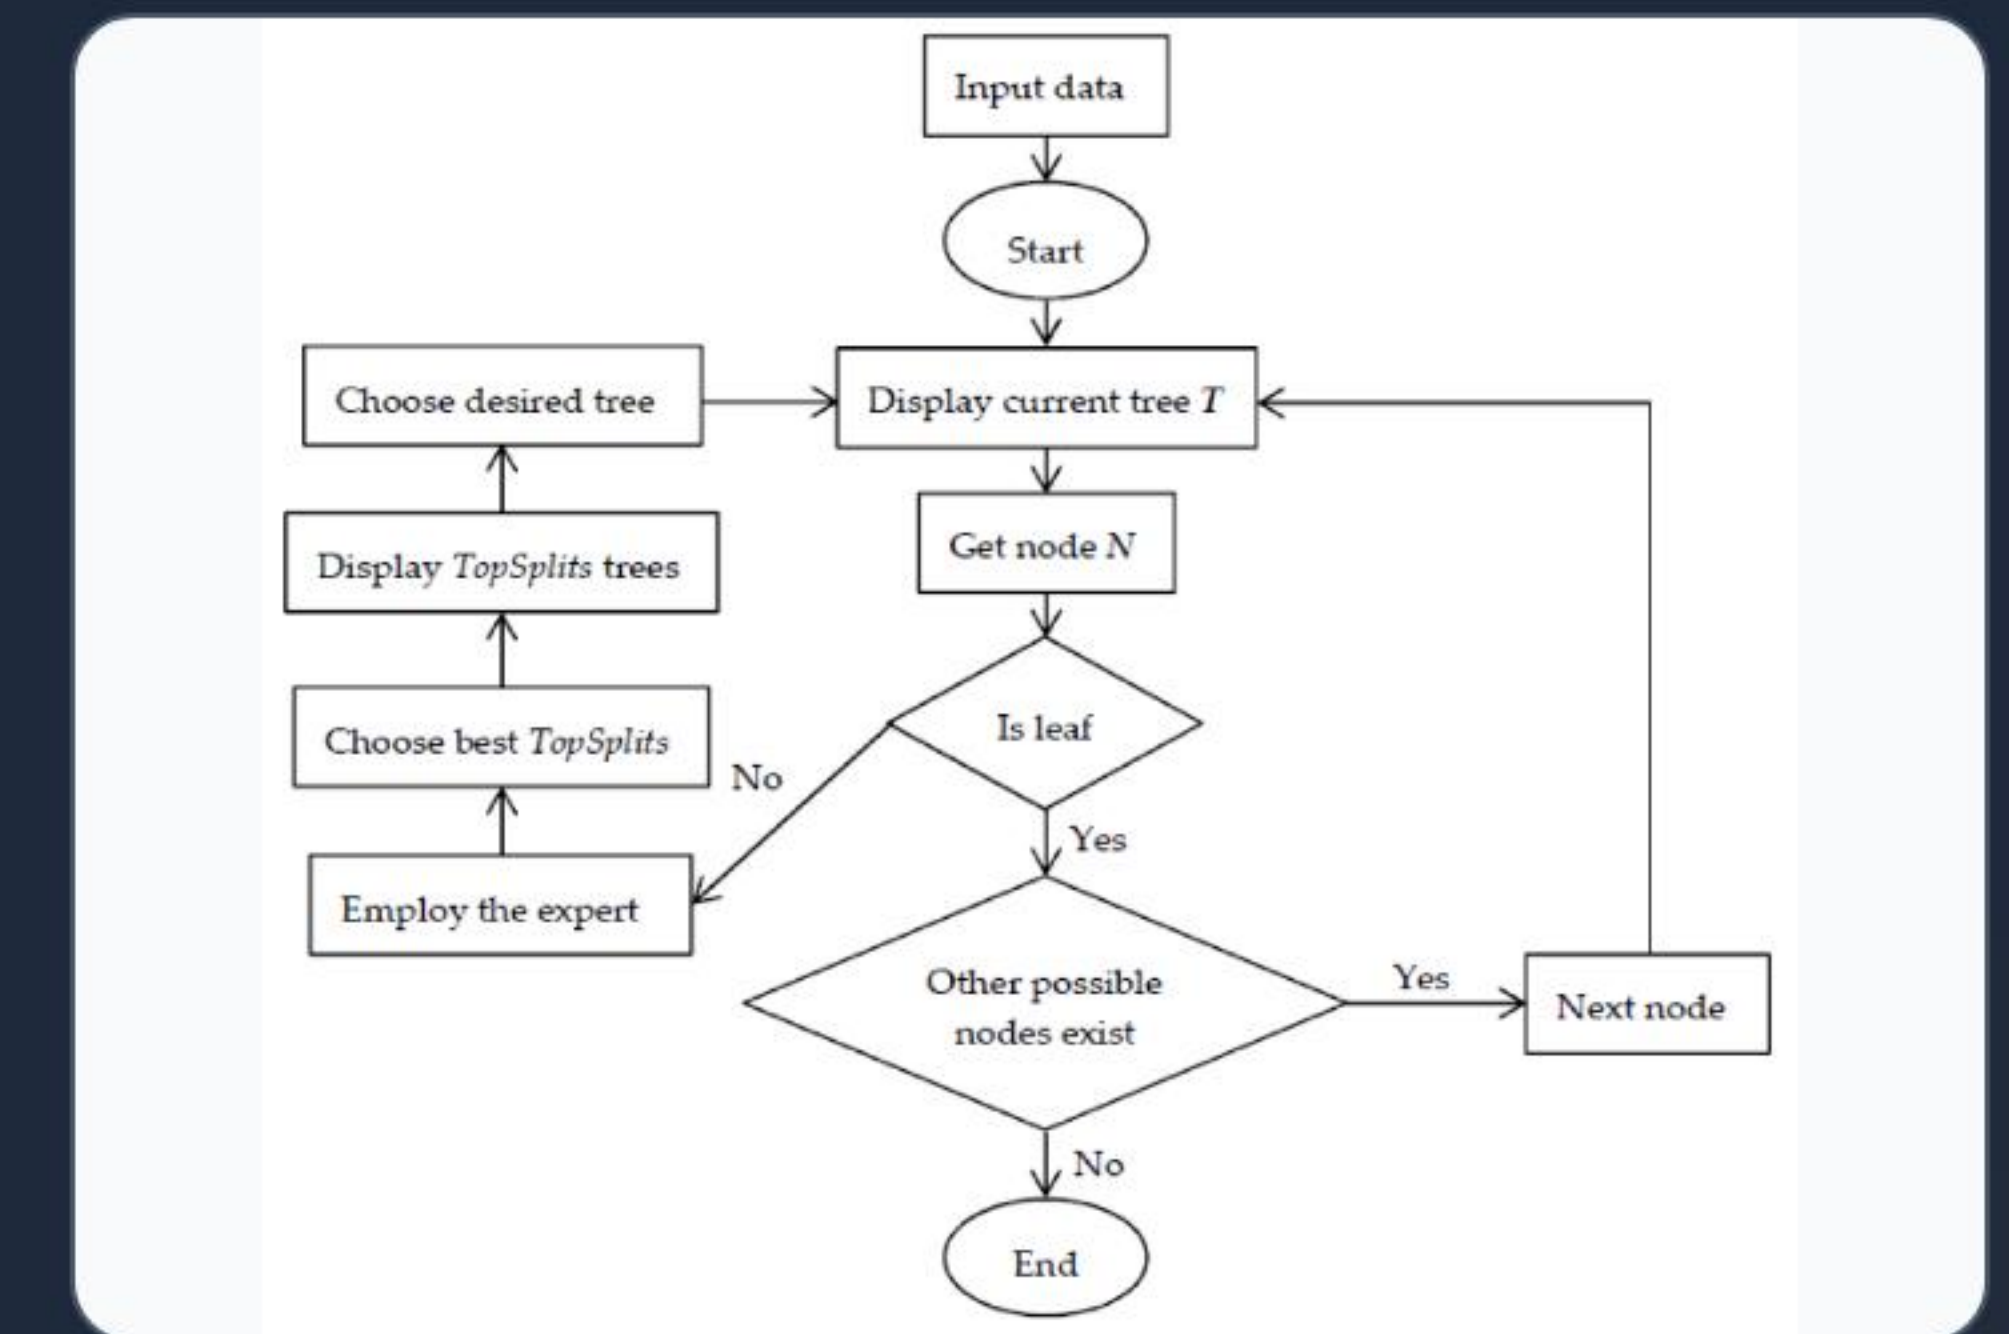 Input data
Start
Choose desired tree
Display current tree T
Display TopSplits trees
Get node N
Choose best TopSplits
Is leaf
No
Yes
Employ the expert
Other possible
nodes exist
Yes
Next node
No
End